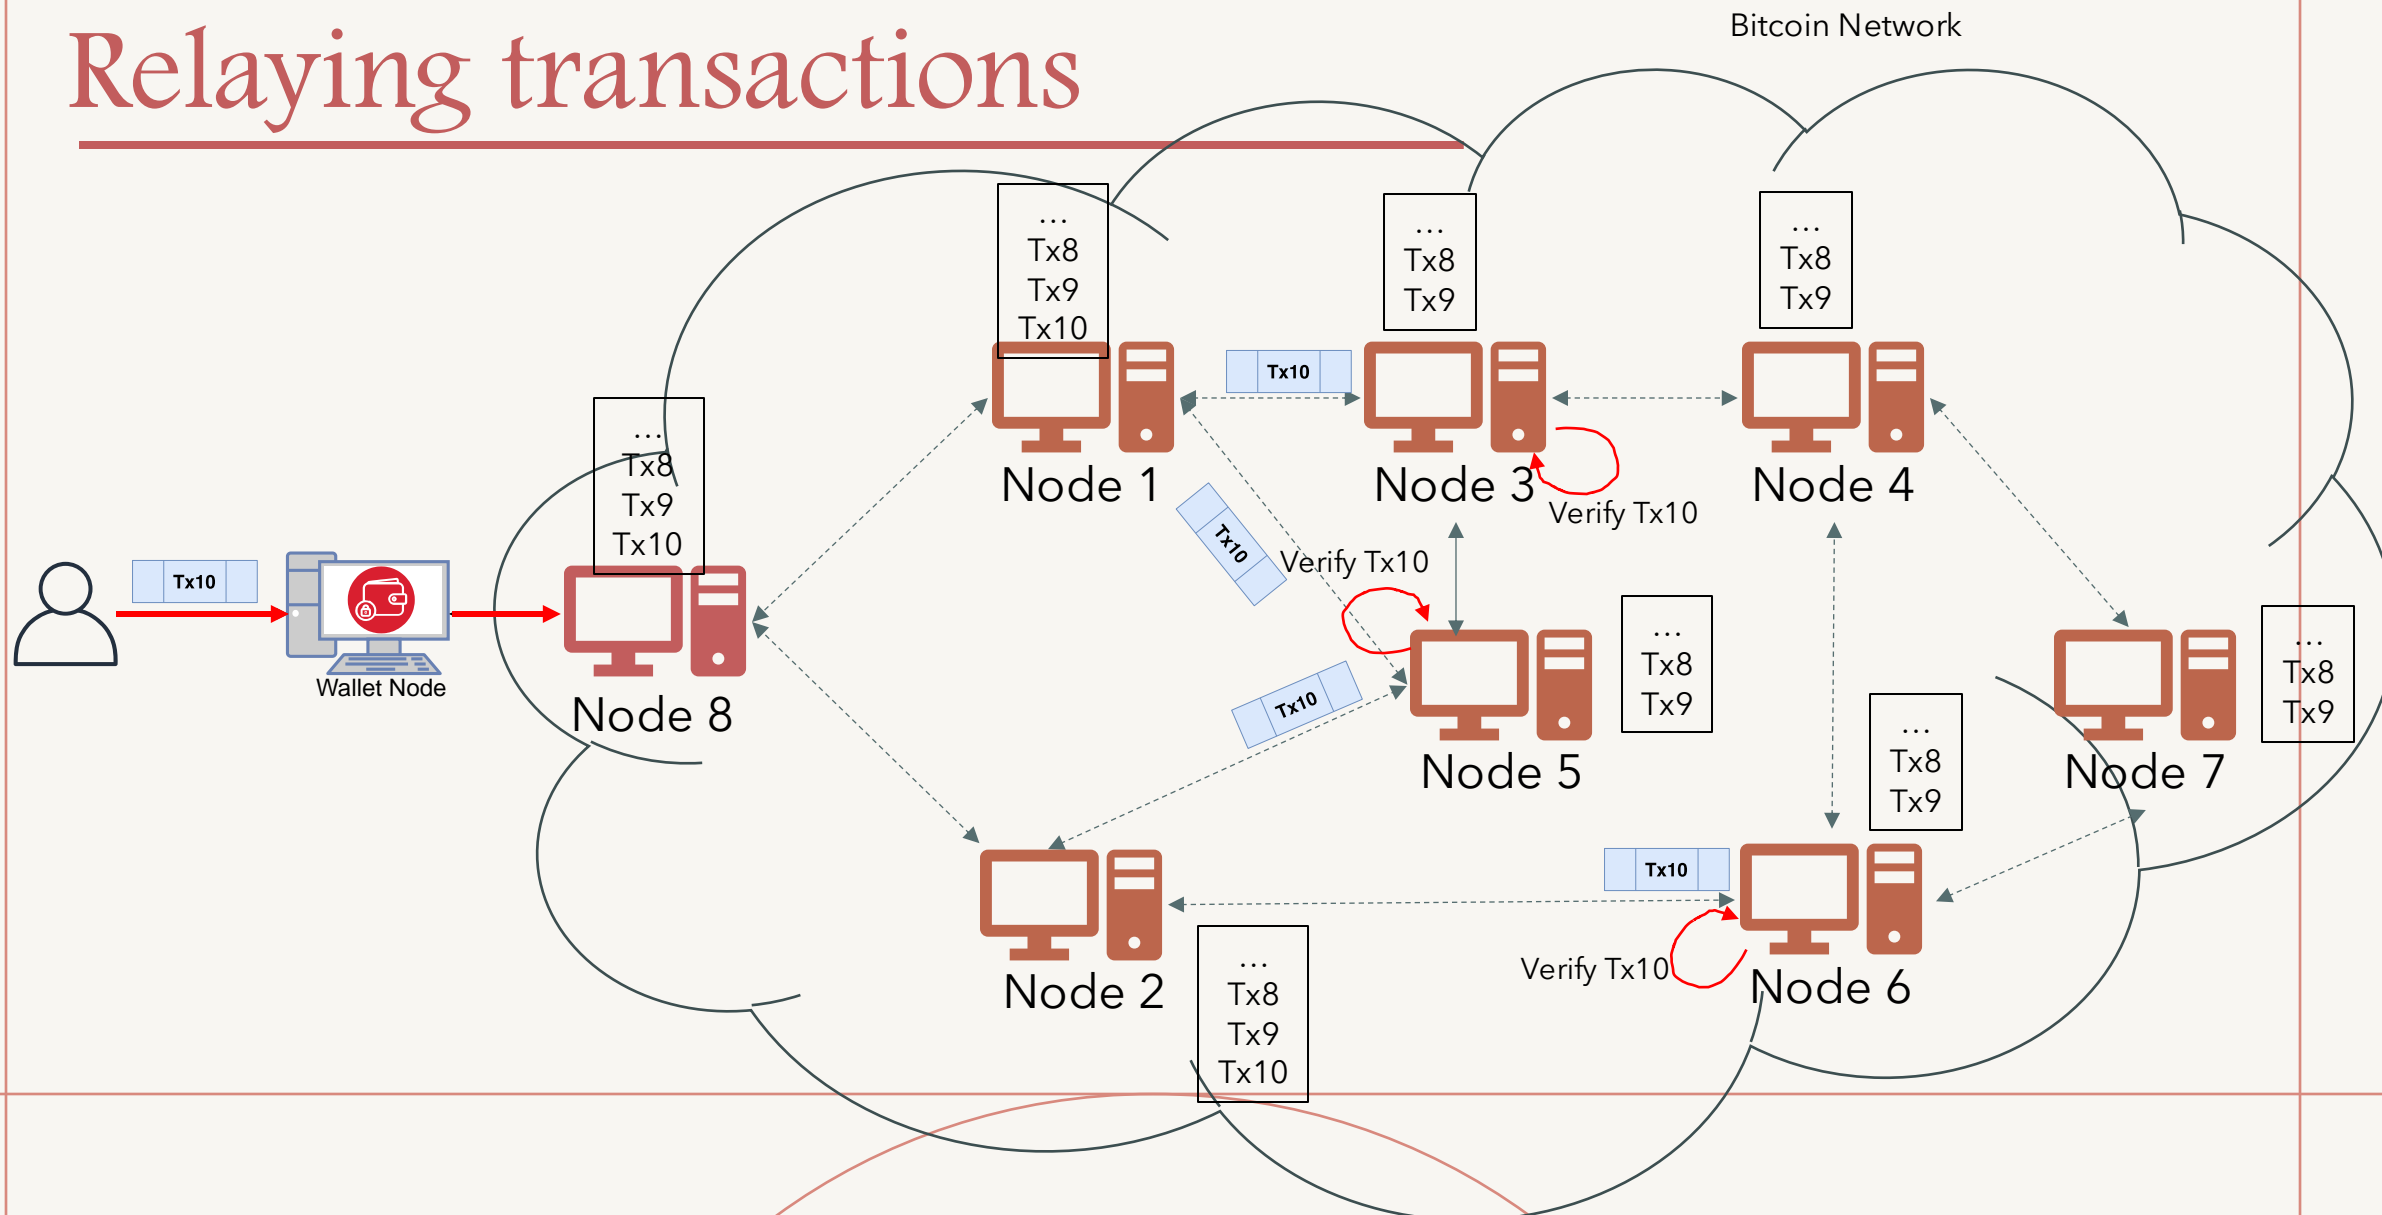 Relaying transactions
Bitcoin Network
…
Tx8
Tx9
Tx10
Node 1
Tx10
…
Tx8
Tx9
Node 3
Verify Tx10
…
Tx8
Tx9
Node 4
…
Tx8
Tx9
Tx10
Node 8
Tx10
Wallet Node
Tx10
Verify Tx10
Tx10
…
Tx8
Tx9
Node 5
…
Tx8
Tx9
Node 7
…
Tx8
Tx9
Tx10
Verify Tx10
Node 6
Node 2
…
Tx8
Tx9
Tx10